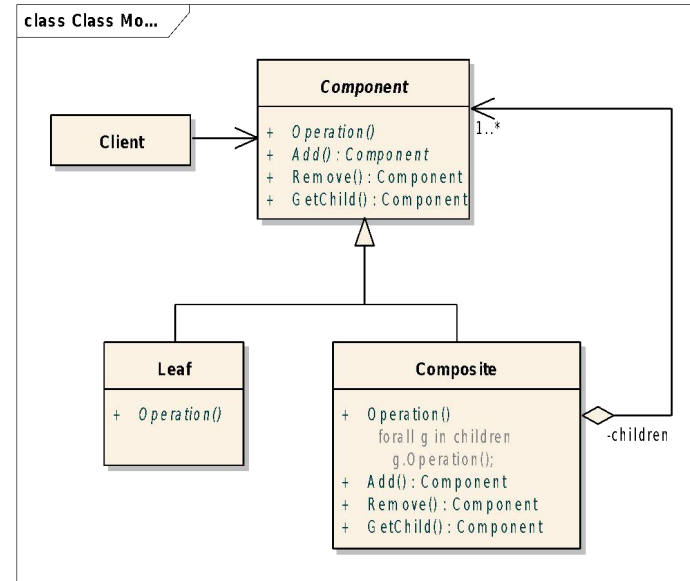 class Class Mo...
Component
+ Operation()
+ Add() : Component
+ Remove() : Component
+ GetChild() : Component
Client
1..*
Leaf
+ Operation()
Composite
+ Operation()
forall g in children
g.Operation();
+ Add() : Component
+ Remove() : Component
+ GetChild() : Component
-children